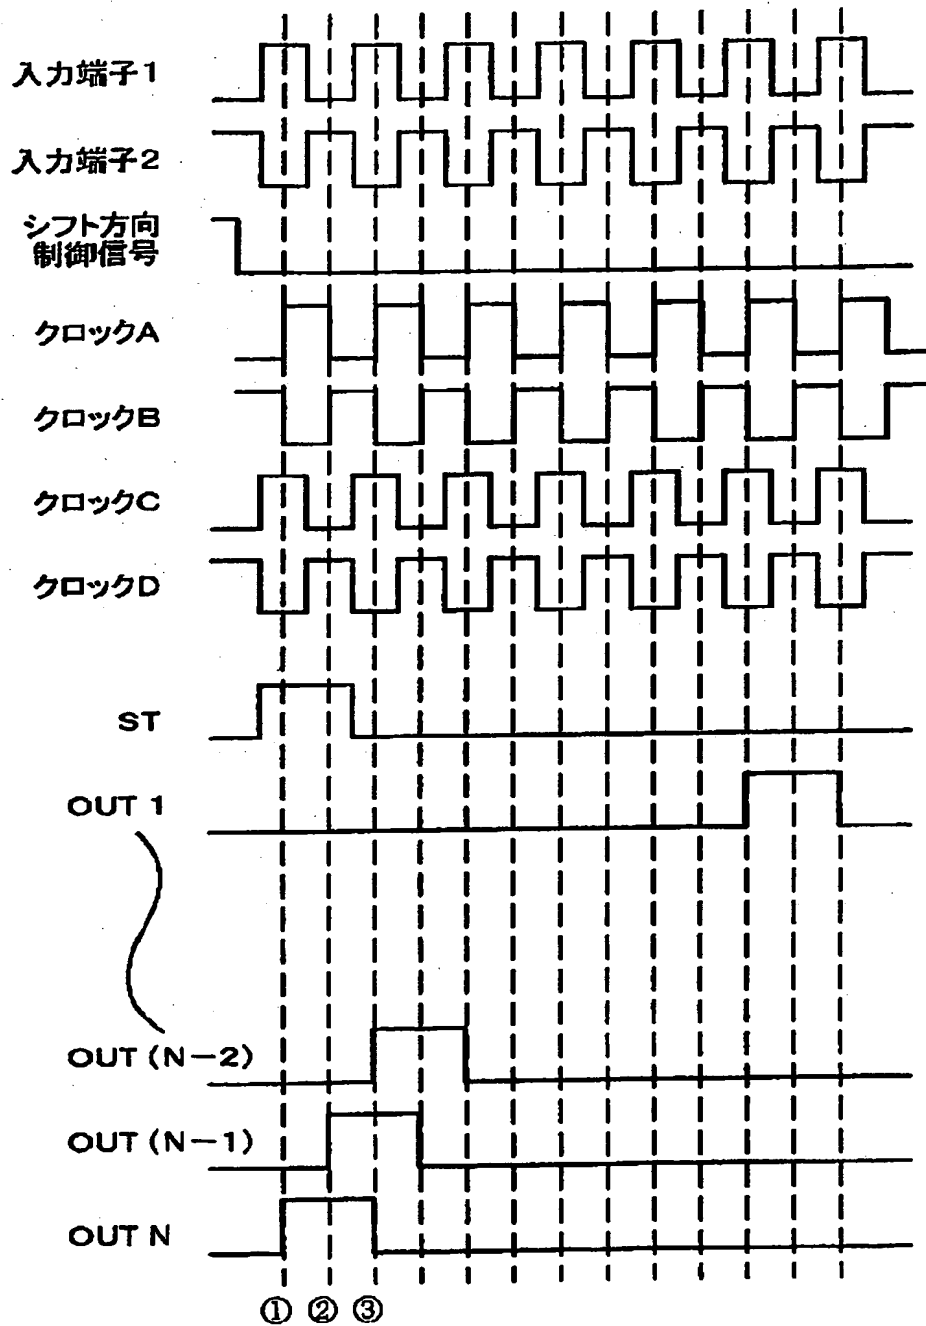 入力端子1
入力端子2
シフト方向
制御信号
クロックA
クロックB
クロックC
クロックD
ST
OUT 1
OUT (N-2)
OUT (N-1)
OUT N
① ② ③